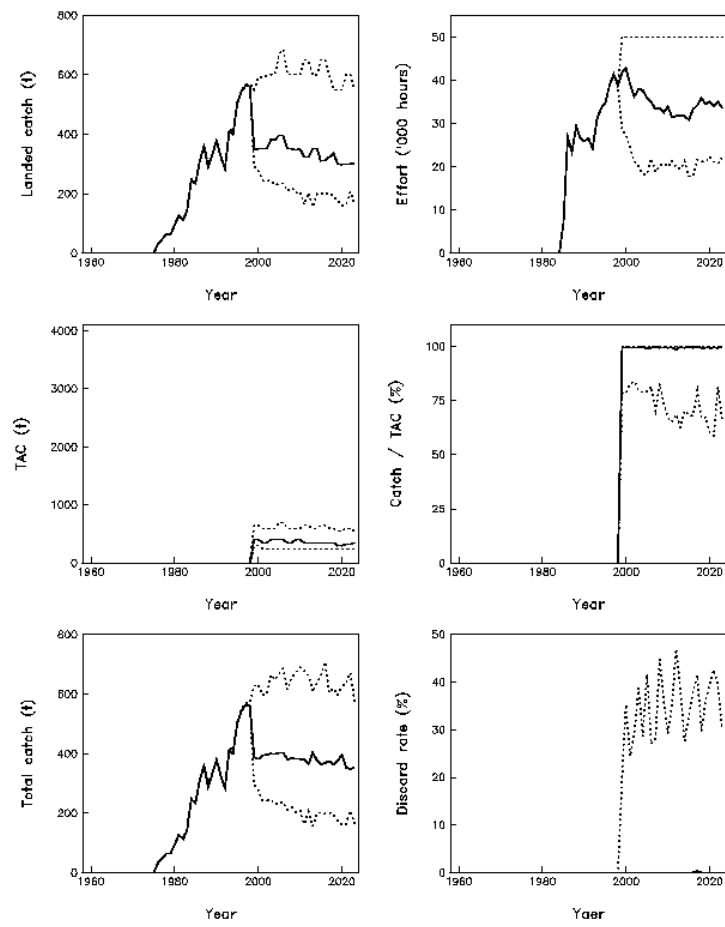 Landed catch (t)
800
600
400
200
0
1960 1980 2000 2020
Year
Effort ('000 hours)
50
40
30
20
10
0
1960 1980 2000 2020
Year
TAC (t)
4000
3000
2000
1000
0
1960 1980 2000 2020
Year
Catch / TAC (%)
100
75
50
25
0
1960 1980 2000 2020
Year
Total catch (t)
800
600
400
200
0
1960 1980 2000 2020
Year
Discard rate (%)
50
40
30
20
10
0
1960 1980 2000 2020
Yaer